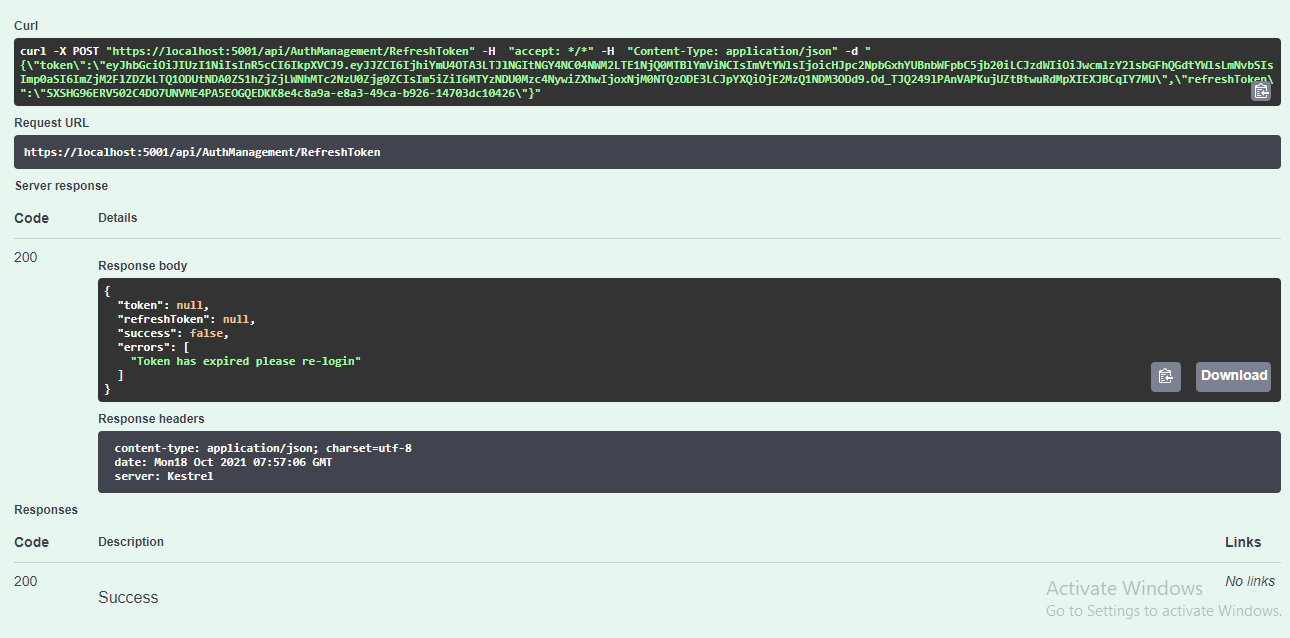 Curl
curl -X POST "https://localhost:5001/api/AuthManagement/RefreshToken" -H  "accept: */*" -H  "Content-Type: application/json" -d "
{\"token\":\"eyJhbGciOiJIUzI1NiIsInR5cCI6IkpXVCJ9.eyJJZCI6IjhiYmU4OTA3LTJlNGItNGY4NC04NWM2LTE1NjQ0MTBlYmViNCIsImVtYWlsIjoicHJpc2NpbGxhYUBnbWFpbC5jb20iLCJzdWIiOiJwcmlzY2lsbGFhQGdtYWlsLmNvbSIs
Imp0aSI6ImZjM2FlZDZkLTQ1ODUtNDA0ZS1hZjZjLWNhMTc2NzU0Zjg0ZCIsIm5iZiI6MTYzNDU0Mzc4NywiZXhwIjoxNjM0NTQzODE3LCJpYXQiOjE2MzQ1NDM3ODd9.Od_TJQ249lPAnVAPKujUZtBtwuRdMpXIEXJBCqIY7MU\",\"refreshToken\
":\"SXSHG96ERV502C4DO7UNVME4PA5EOGQEDKK8e4c8a9a-e8a3-49ca-b926-14703dc10426\"}"
Request URL
https://localhost:5001/api/AuthManagement/RefreshToken
Server response
Code Details
200
Response body
{
"token": null,
"refreshToken": null,
"success": false,
"errors": [
"Token has expired please re-login"
]
}
Download
Response headers
content-type: application/json; charset=utf-8
date: Mon18 Oct 2021 07:57:06 GMT
server: Kestrel
Responses
Code Description Links
200 No links
Success
Activate Windows
Go to Settings to activate Windows.